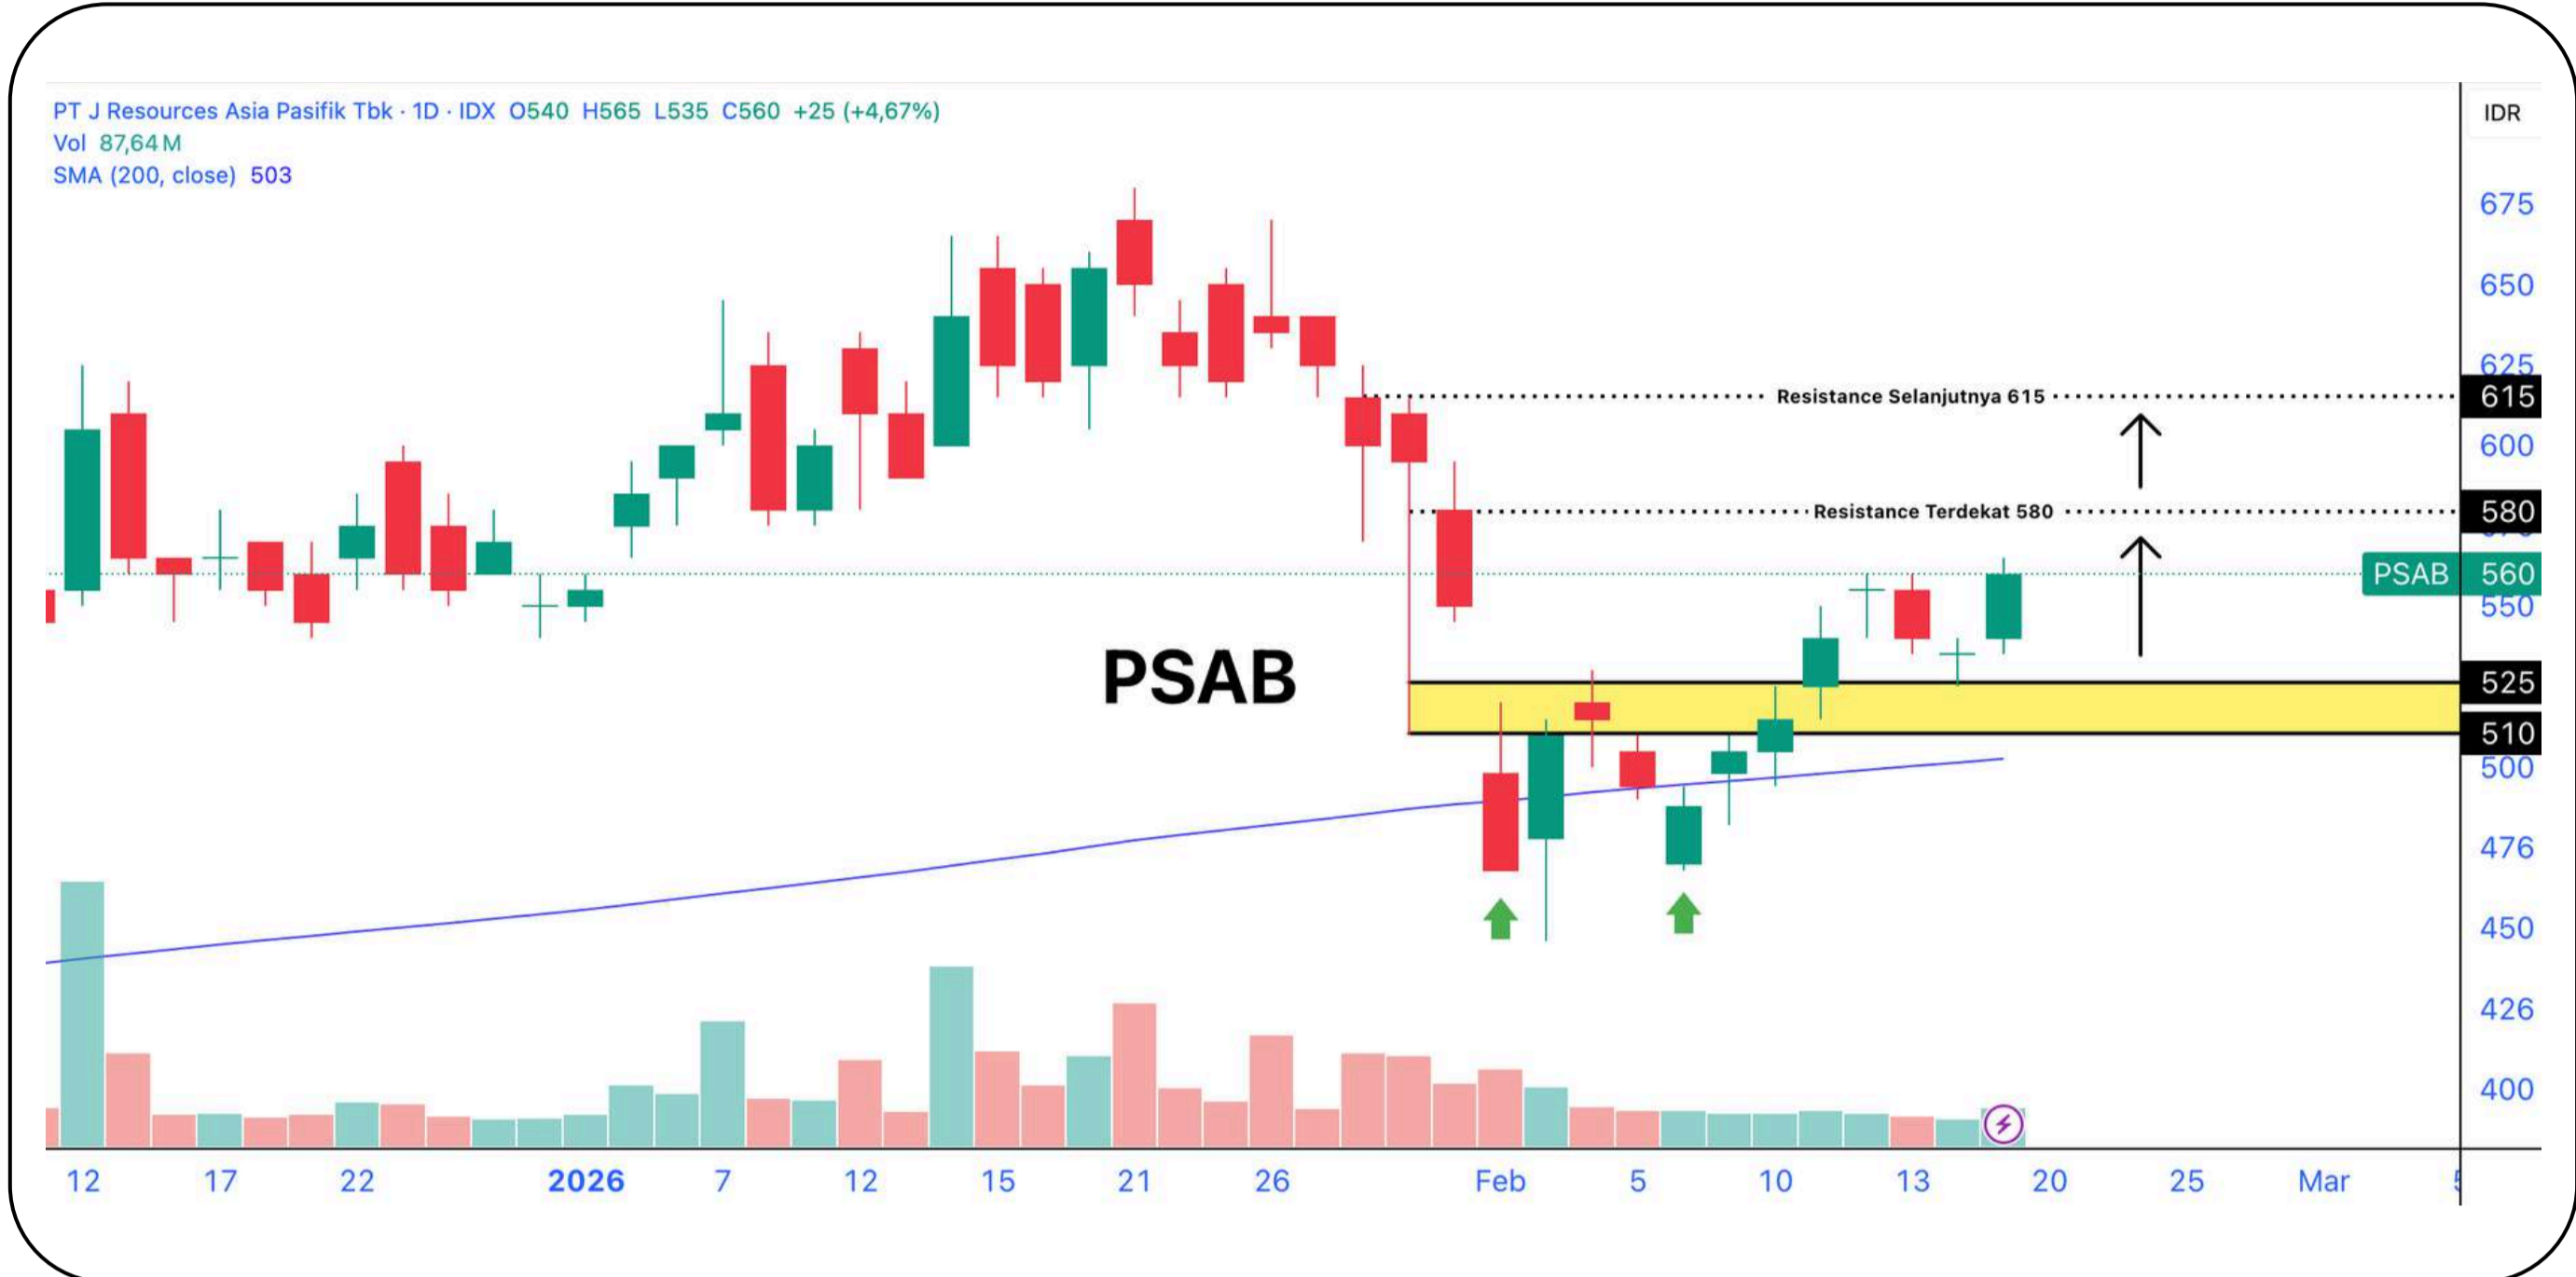 PT J Resources Asia Pasifik Tbk · 1D · IDX O540 H565 L535 C560 +25 (+4,67%)
Vol 87,64 M
SMA (200, close) 503
IDR
675
650
625
Resistance Selanjutnya 615
615
600
Resistance Terdekat 580
580
PSAB 560
550
PSAB
525
510
500
476
450
426
400
12 17 22 2026 7 12 15 21 26 Feb 5 10 13 20 25 Mar